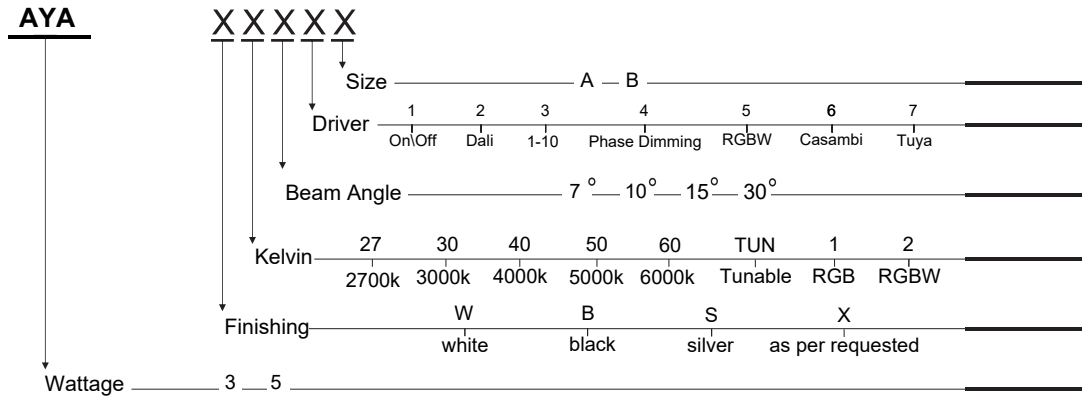 AYA X X X X X
Size A B
1 2 3 4 5 6 7
Driver
On\Off Dali 1-10 Phase Dimming RGBW Casambi Tuya
Beam Angle 7° 10° 15° 30°
27 30 40 50 60 TUN 1 2
Kelvin
2700k 3000k 4000k 5000k 6000k Tunable RGB RGBW
W B S X
Finishing
white black silver as per requested
Wattage 3 5